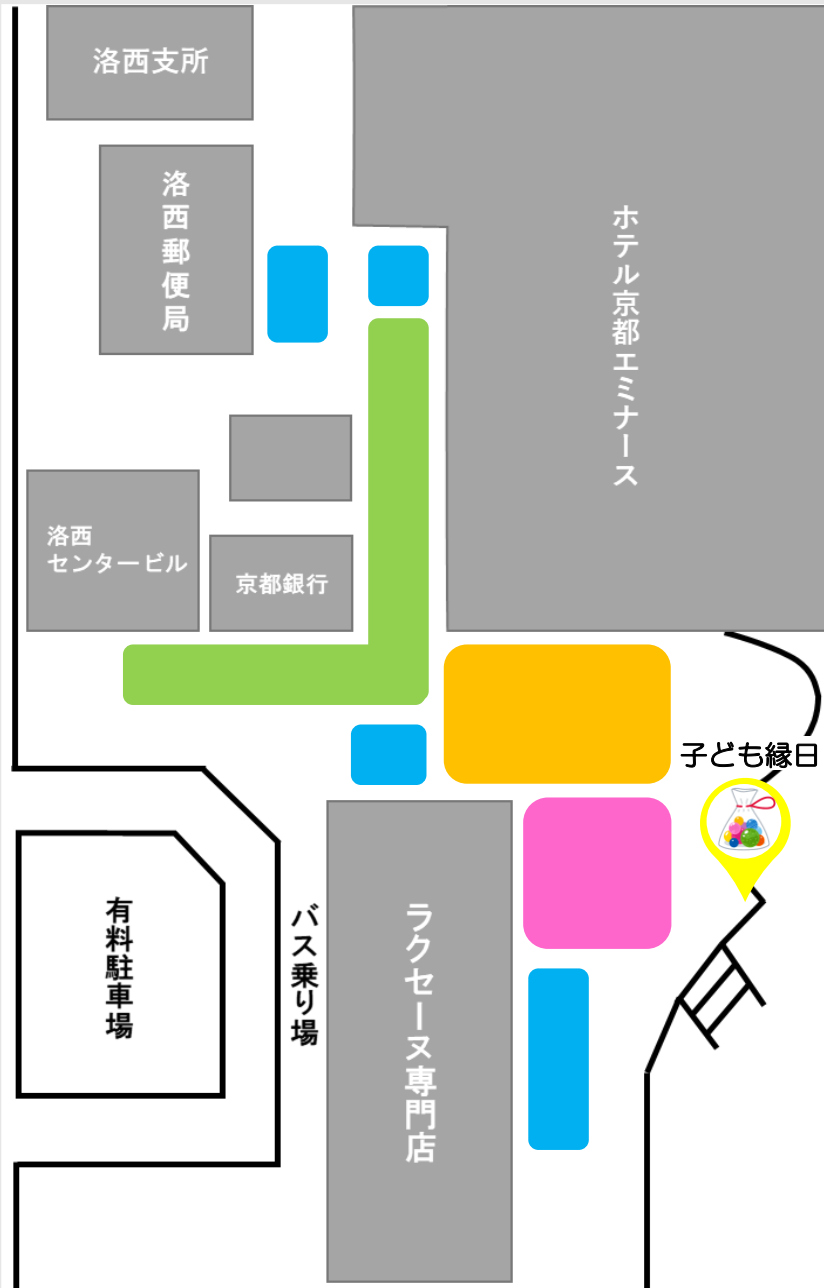 洛西支所
洛西郵便局
ホテル京都エミナース
洛西
センタービル
京都銀行
子ども縁日
有料駐車場
バス乗り場
ラクセーヌ専門店